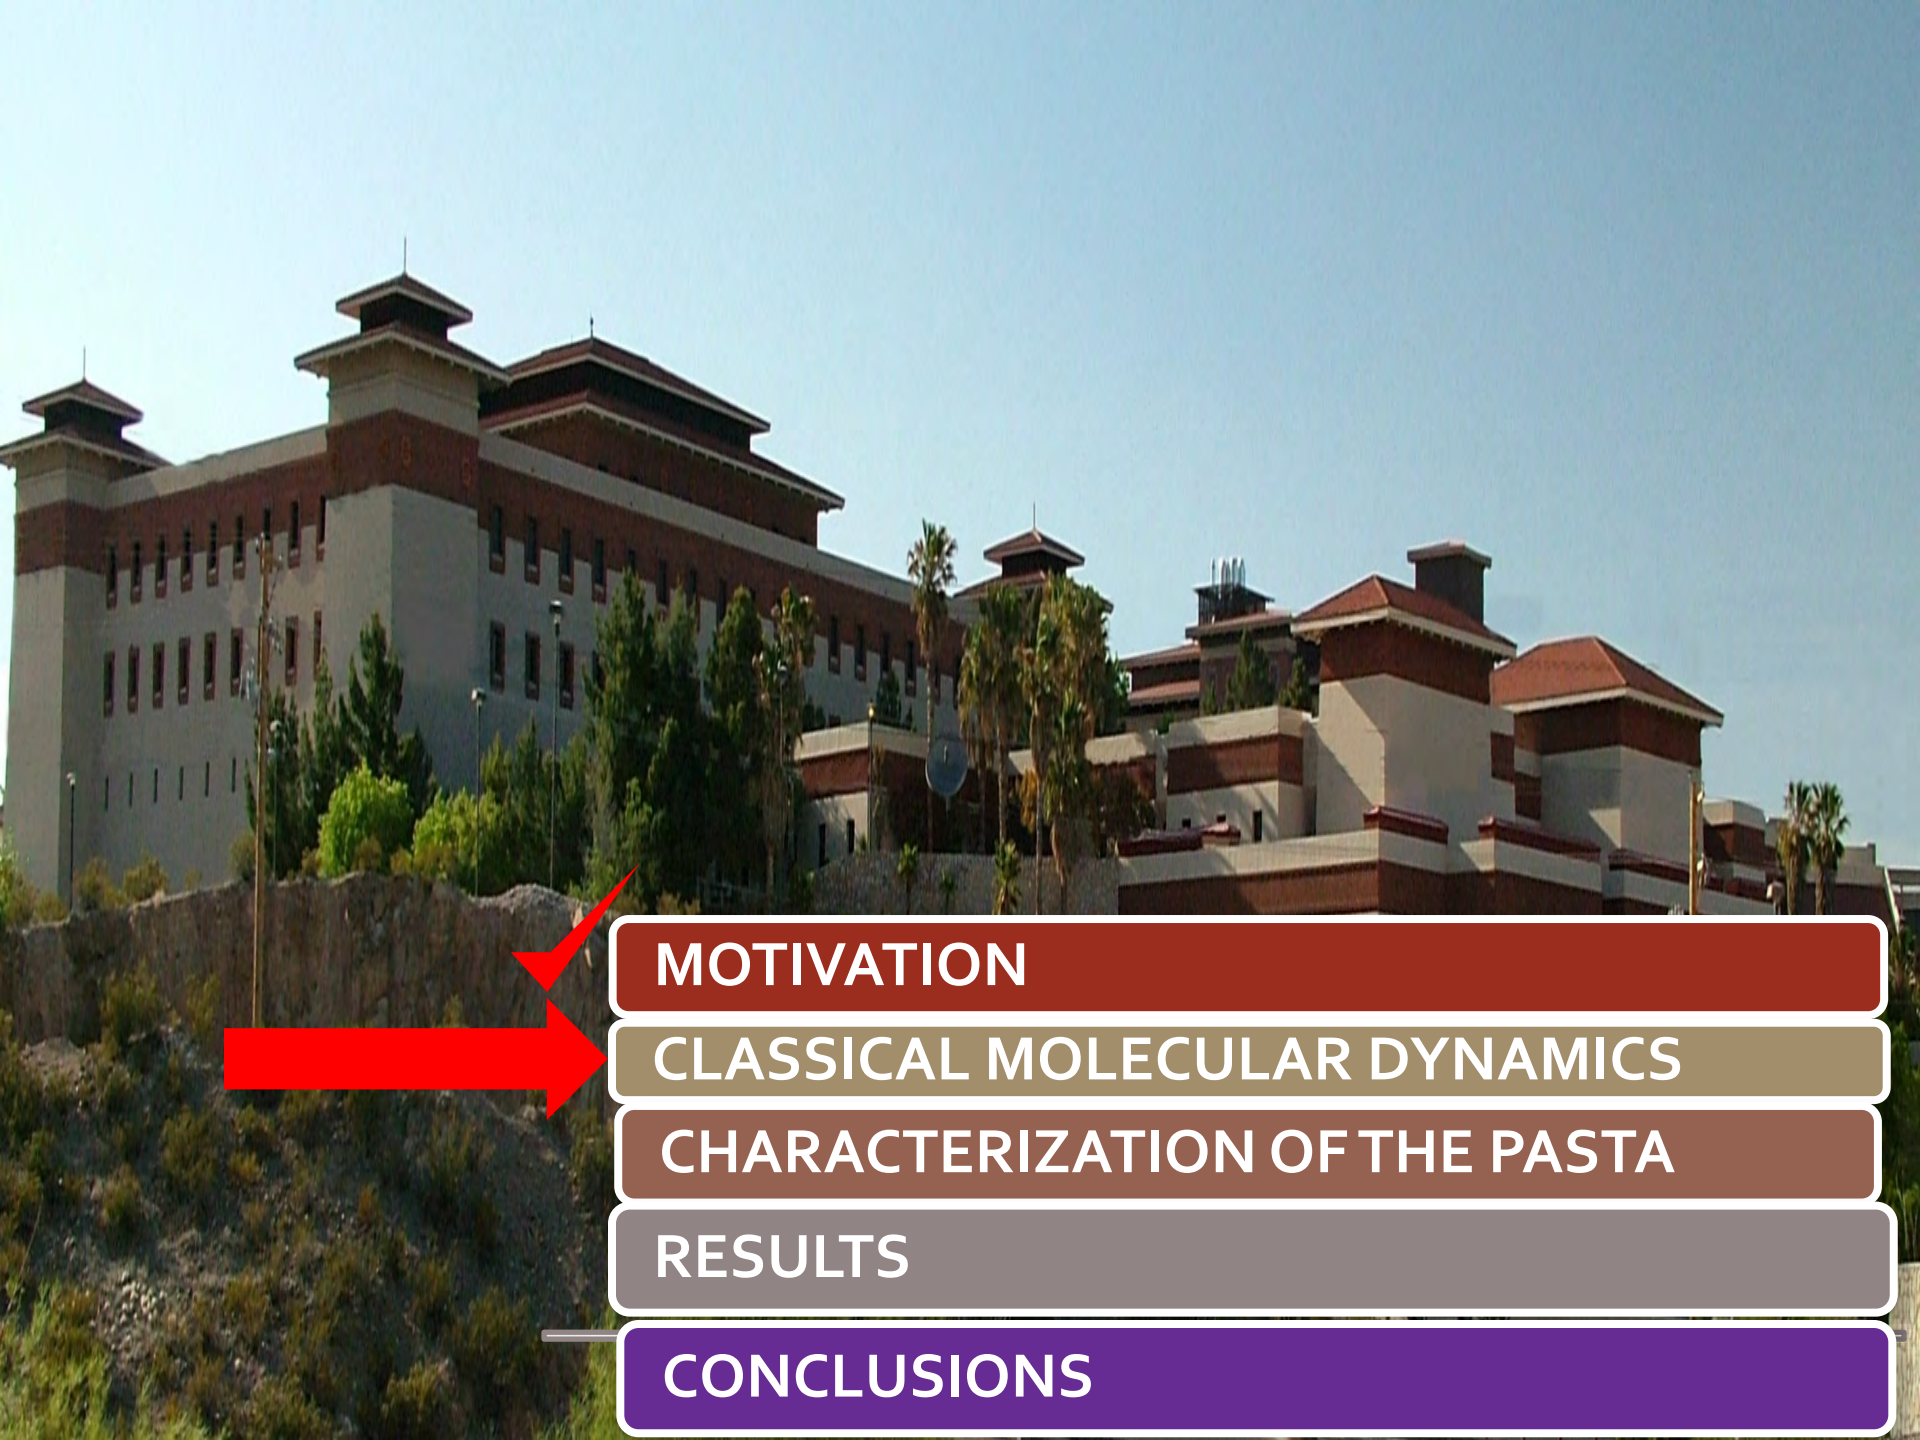 MOTIVATION
CLASSICAL MOLECULAR DYNAMICS
CHARACTERIZATION OF THE PASTA
RESULTS
CONCLUSIONS